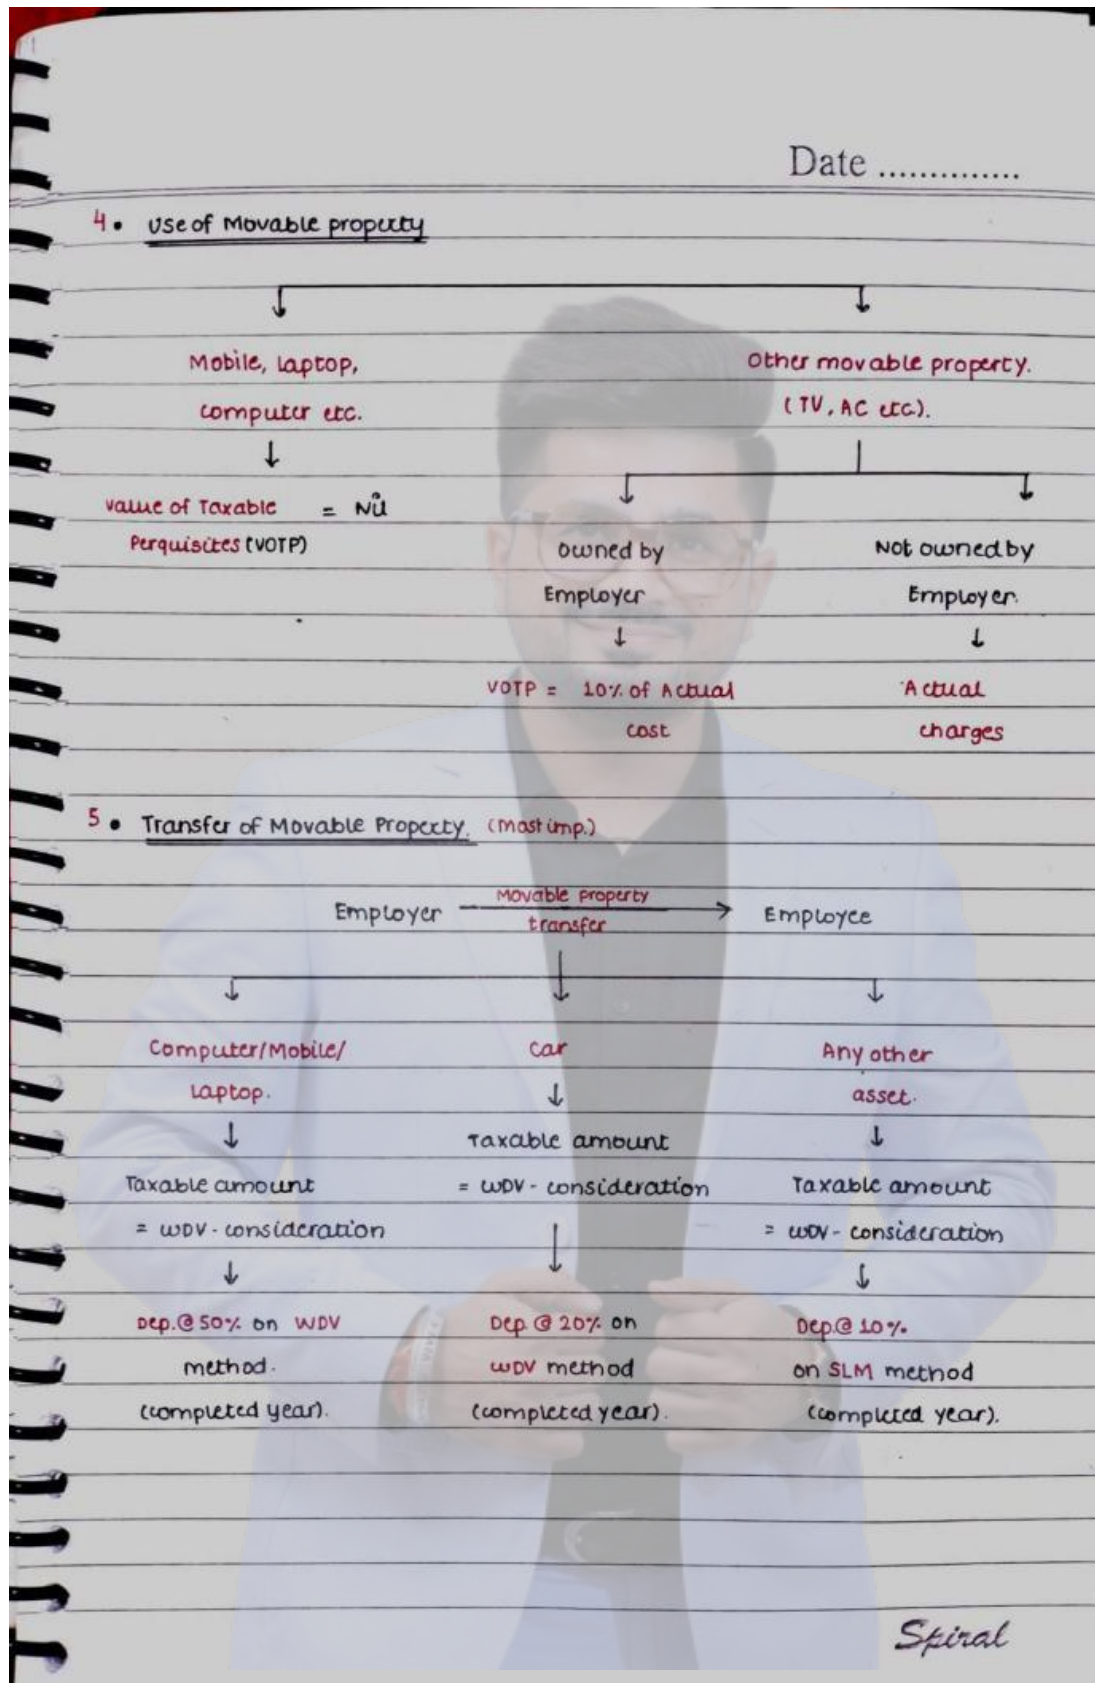 Date ..............
4. Use of Movable property
Mobile, laptop,
computer etc.
Value of Taxable = Nil
Perquisites (VOTP)
Other movable property.
(TV, AC etc).
Owned by
Employer
VOTP = 10% of Actual
cost
Not owned by
Employer.
Actual
charges
5. Transfer of Movable Property. (most imp.)
Employer Movable property
transfer Employee
Computer/Mobile/
Laptop.
Taxable amount
= WDV - consideration
Dep.@ 50% on WDV
method.
(completed year).
Car
Taxable amount
= WDV - consideration
Dep. @ 20% on
WDV method
(completed year).
Any other
asset.
Taxable amount
= WDV - consideration
Dep.@ 10%.
on SLM method
(completed year).
Spiral